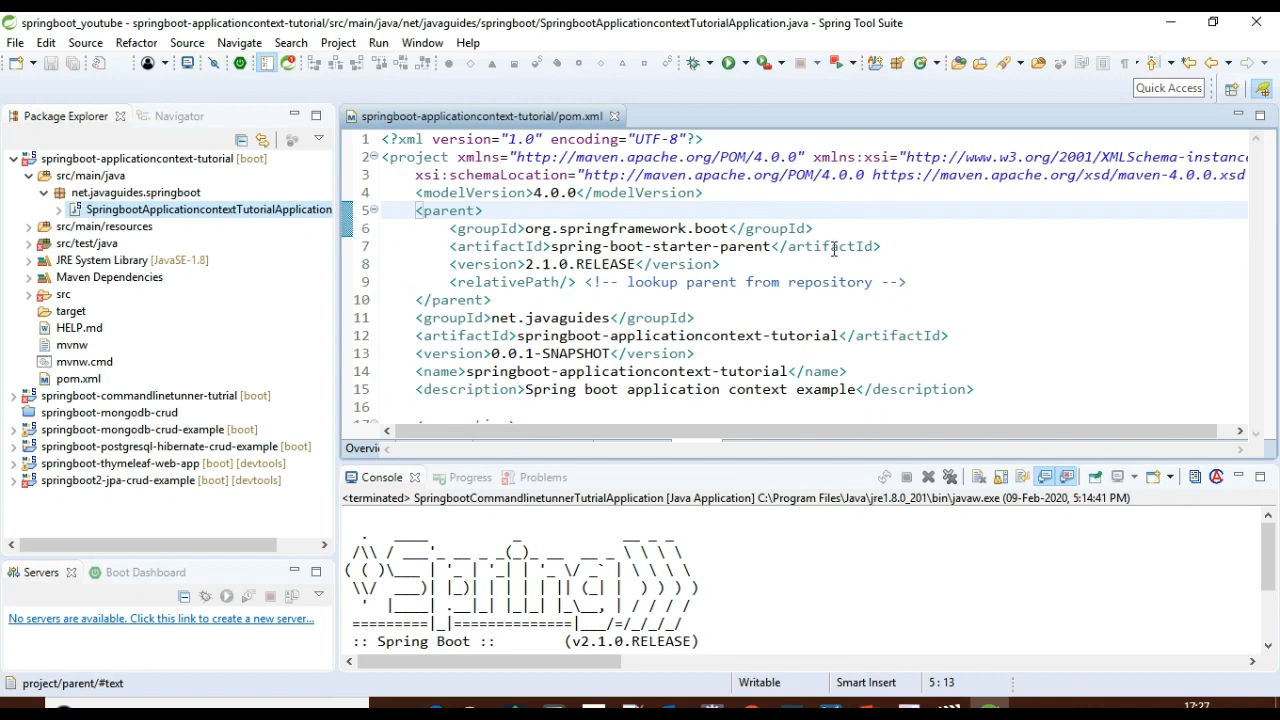 springboot_youtube - springboot-applicationcontext-tutorial/src/main/java/net/javaguides/springboot/SpringbootApplicationcontextTutorialApplication.java - Spring Tool Suite
File Edit Source Refactor Source Navigate Search Project Run Window Help
Quick Access
Package Explorer Navigator
springboot-applicationcontext-tutorial [boot]
src/main/java
net.javaguides.springboot
SpringbootApplicationcontextTutorialApplication
src/main/resources
src/test/java
JRE System Library [JavaSE-1.8]
Maven Dependencies
src
target
HELP.md
mvnw
mvnw.cmd
pom.xml
springboot-commandlinetunner-tutrial [boot]
springboot-mongodb-crud
springboot-mongodb-crud-example [boot]
springboot-postgresql-hibernate-crud-example [boot]
springboot-thymeleaf-web-app [boot] [devtools]
springboot2-jpa-crud-example [boot] [devtools]
springboot-applicationcontext-tutorial/pom.xml
1 <?xml version="1.0" encoding="UTF-8"?>
2 <project xmlns="http://maven.apache.org/POM/4.0.0" xmlns:xsi="http://www.w3.org/2001/XMLSchema-instance
3 xsi:schemaLocation="http://maven.apache.org/POM/4.0.0 https://maven.apache.org/xsd/maven-4.0.0.xsd
4 <modelVersion>4.0.0</modelVersion>
5 <parent>
6 <groupId>org.springframework.boot</groupId>
7 <artifactId>spring-boot-starter-parent</artifactId>
8 <version>2.1.0.RELEASE</version>
9 <relativePath/> <!-- lookup parent from repository -->
10 </parent>
11 <groupId>net.javaguides</groupId>
12 <artifactId>springboot-applicationcontext-tutorial</artifactId>
13 <version>0.0.1-SNAPSHOT</version>
14 <name>springboot-applicationcontext-tutorial</name>
15 <description>Spring boot application context example</description>
16
Console Progress Problems
<terminated> SpringbootCommandlinetunnerTutrialApplication [Java Application] C:\Program Files\Java\jre1.8.0_201\bin\javaw.exe (09-Feb-2020, 5:14:41 PM)
Spring
:: Spring Boot :: (v2.1.0.RELEASE)
Servers Boot Dashboard
No servers are available. Click this link to create a new server...
project/parent/#text
Writable
Smart Insert
5 : 13
17:27